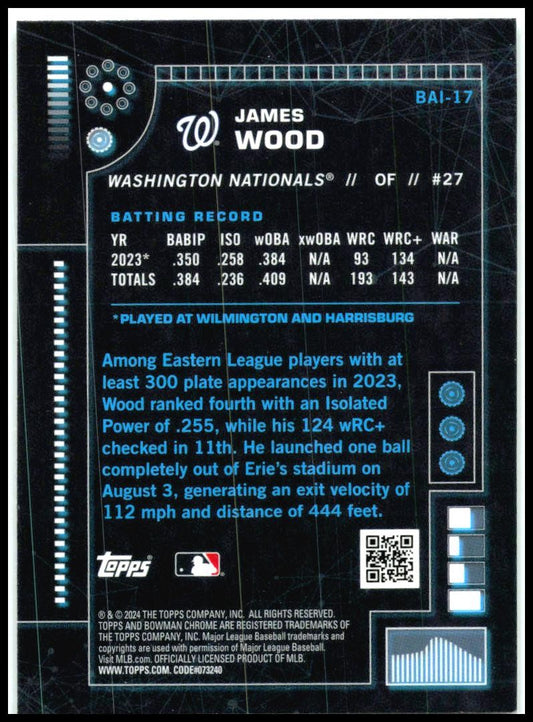 BAI-17
W
JAMES
WOOD
WASHINGTON NATIONALS® // OF // #27
BATTING RECORD
YR BABIP ISO wOBA xwOBA WRC WRC+ WAR
2023* .350 .258 .384 N/A 93 134 N/A
TOTALS .384 .236 .409 N/A 193 143 N/A
*PLAYED AT WILMINGTON AND HARRISBURG
Among Eastern League players with at
least 300 plate appearances in 2023,
Wood ranked fourth with an Isolated
Power of .255, while his 124 wRC+
checked in 11th. He launched one ball
completely out of Erie's stadium on
August 3, generating an exit velocity of
112 mph and distance of 444 feet.
Topps
® & © 2024 THE TOPPS COMPANY, INC. ALL RIGHTS RESERVED.
TOPPS AND BOWMAN CHROME ARE REGISTERED TRADEMARKS OF
THE TOPPS COMPANY, INC. Major League Baseball trademarks and
copyrights are used with permission of Major League Baseball.
Visit MLB.com. OFFICIALLY LICENSED PRODUCT OF MLB.
WWW.TOPPS.COM. CODE#073240